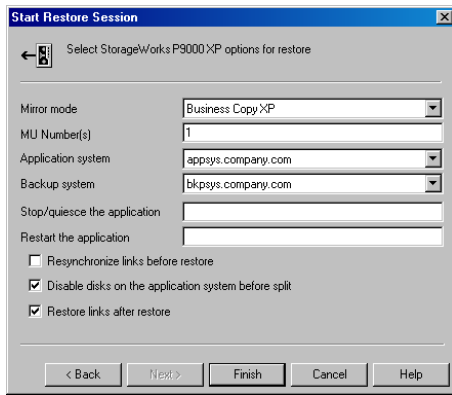 Start Restore Session
Select StorageWorks P9000 XP options for restore
Mirror mode
Business Copy XP
MU Number(s)
1
Application system
appsys.company.com
Backup system
bkpsys.company.com
Stop/quiesce the application
Restart the application
Resynchronize links before restore
Disable disks on the application system before split
Restore links after restore
< Back Next > Finish Cancel Help